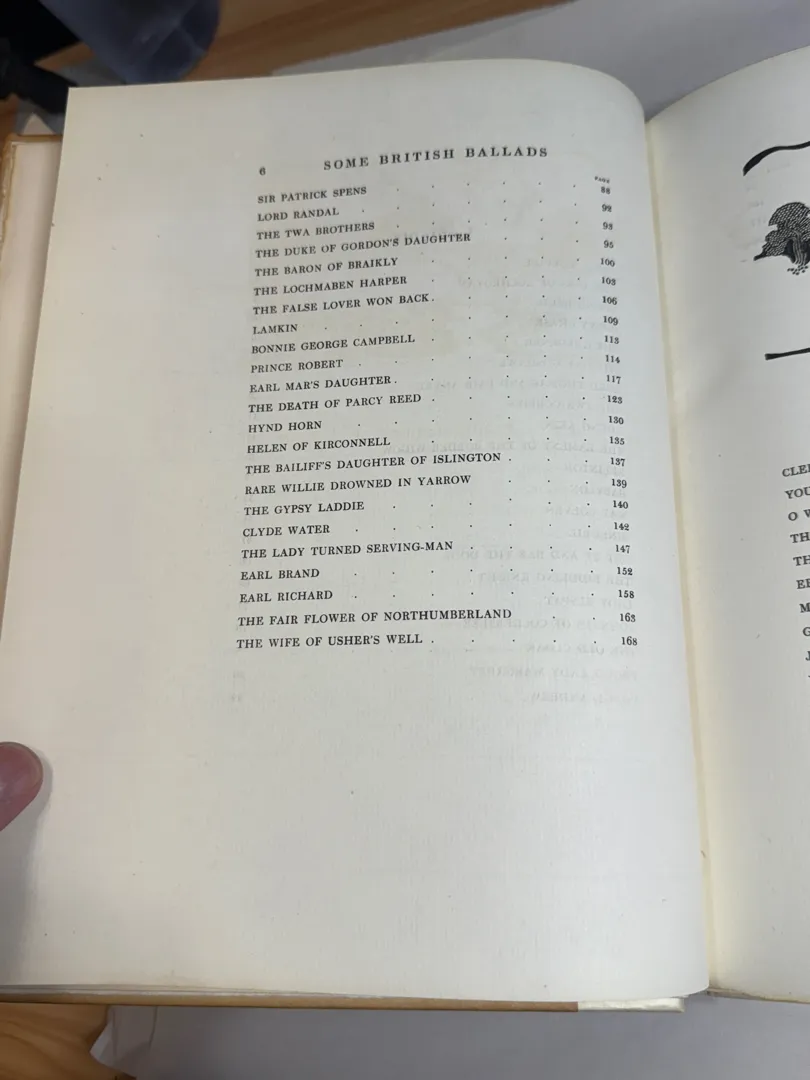 6 SOME BRITISH BALLADS
PAGE
SIR PATRICK SPENS . . . . . . 88
LORD RANDAL . . . . . . 92
THE TWA BROTHERS . . . . . . 93
THE DUKE OF GORDON'S DAUGHTER . . . 95
THE BARON OF BRAIKLY . . . . . 100
THE LOCHMABEN HARPER . . . . . 103
THE FALSE LOVER WON BACK . . . . . 106
LAMKIN . . . . . . . . 109
BONNIE GEORGE CAMPBELL . . . . . 113
PRINCE ROBERT . . . . . . . 114
EARL MAR'S DAUGHTER . . . . . . 117
THE DEATH OF PARCY REED . . . . . 123
HYND HORN . . . . . . . 130
HELEN OF KIRCONNELL . . . . . 135
THE BAILIFF'S DAUGHTER OF ISLINGTON . . . 137
RARE WILLIE DROWNED IN YARROW . . . 139
THE GYPSY LADDIE . . . . . . 140
CLYDE WATER . . . . . . . 142
THE LADY TURNED SERVING-MAN . . . . 147
EARL BRAND . . . . . . . 152
EARL RICHARD . . . . . . . 158
THE FAIR FLOWER OF NORTHUMBERLAND . . 163
THE WIFE OF USHER'S WELL . . . . . 168